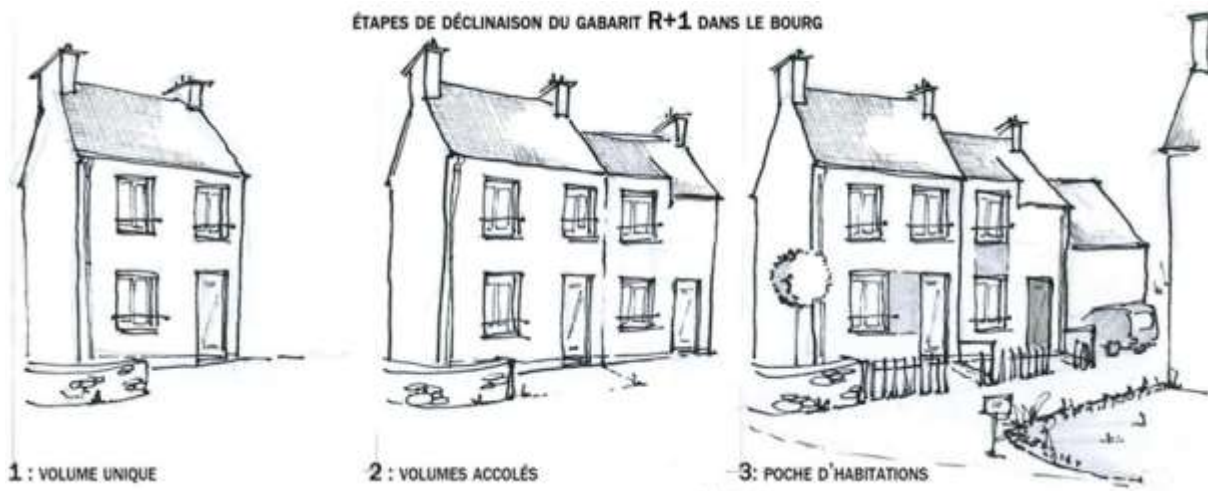 ÉTAPES DE DÉCLINAISON DU GABARIT R+1 DANS LE BOURG
1 : VOLUME UNIQUE
2 : VOLUMES ACCOLÉS
3: POCHE D'HABITATIONS